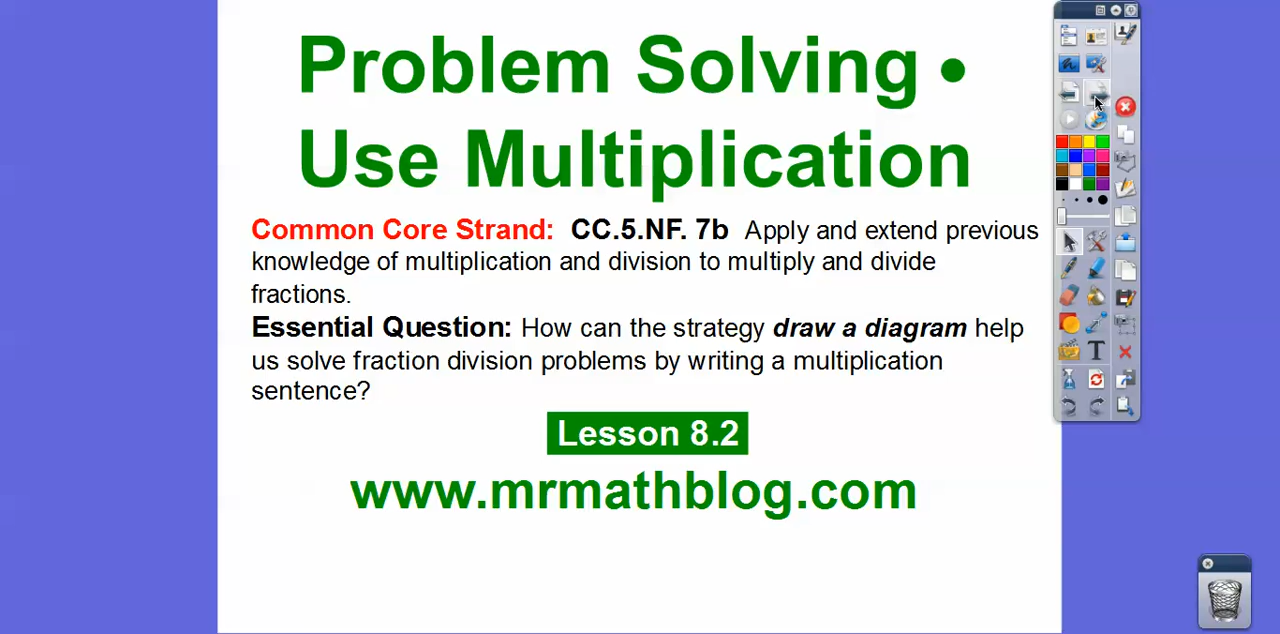 Problem Solving •
Use Multiplication
Common Core Strand: CC.5.NF. 7b Apply and extend previous
knowledge of multiplication and division to multiply and divide
fractions.
Essential Question: How can the strategy draw a diagram help
us solve fraction division problems by writing a multiplication
sentence?
Lesson 8.2
www.mrmathblog.com